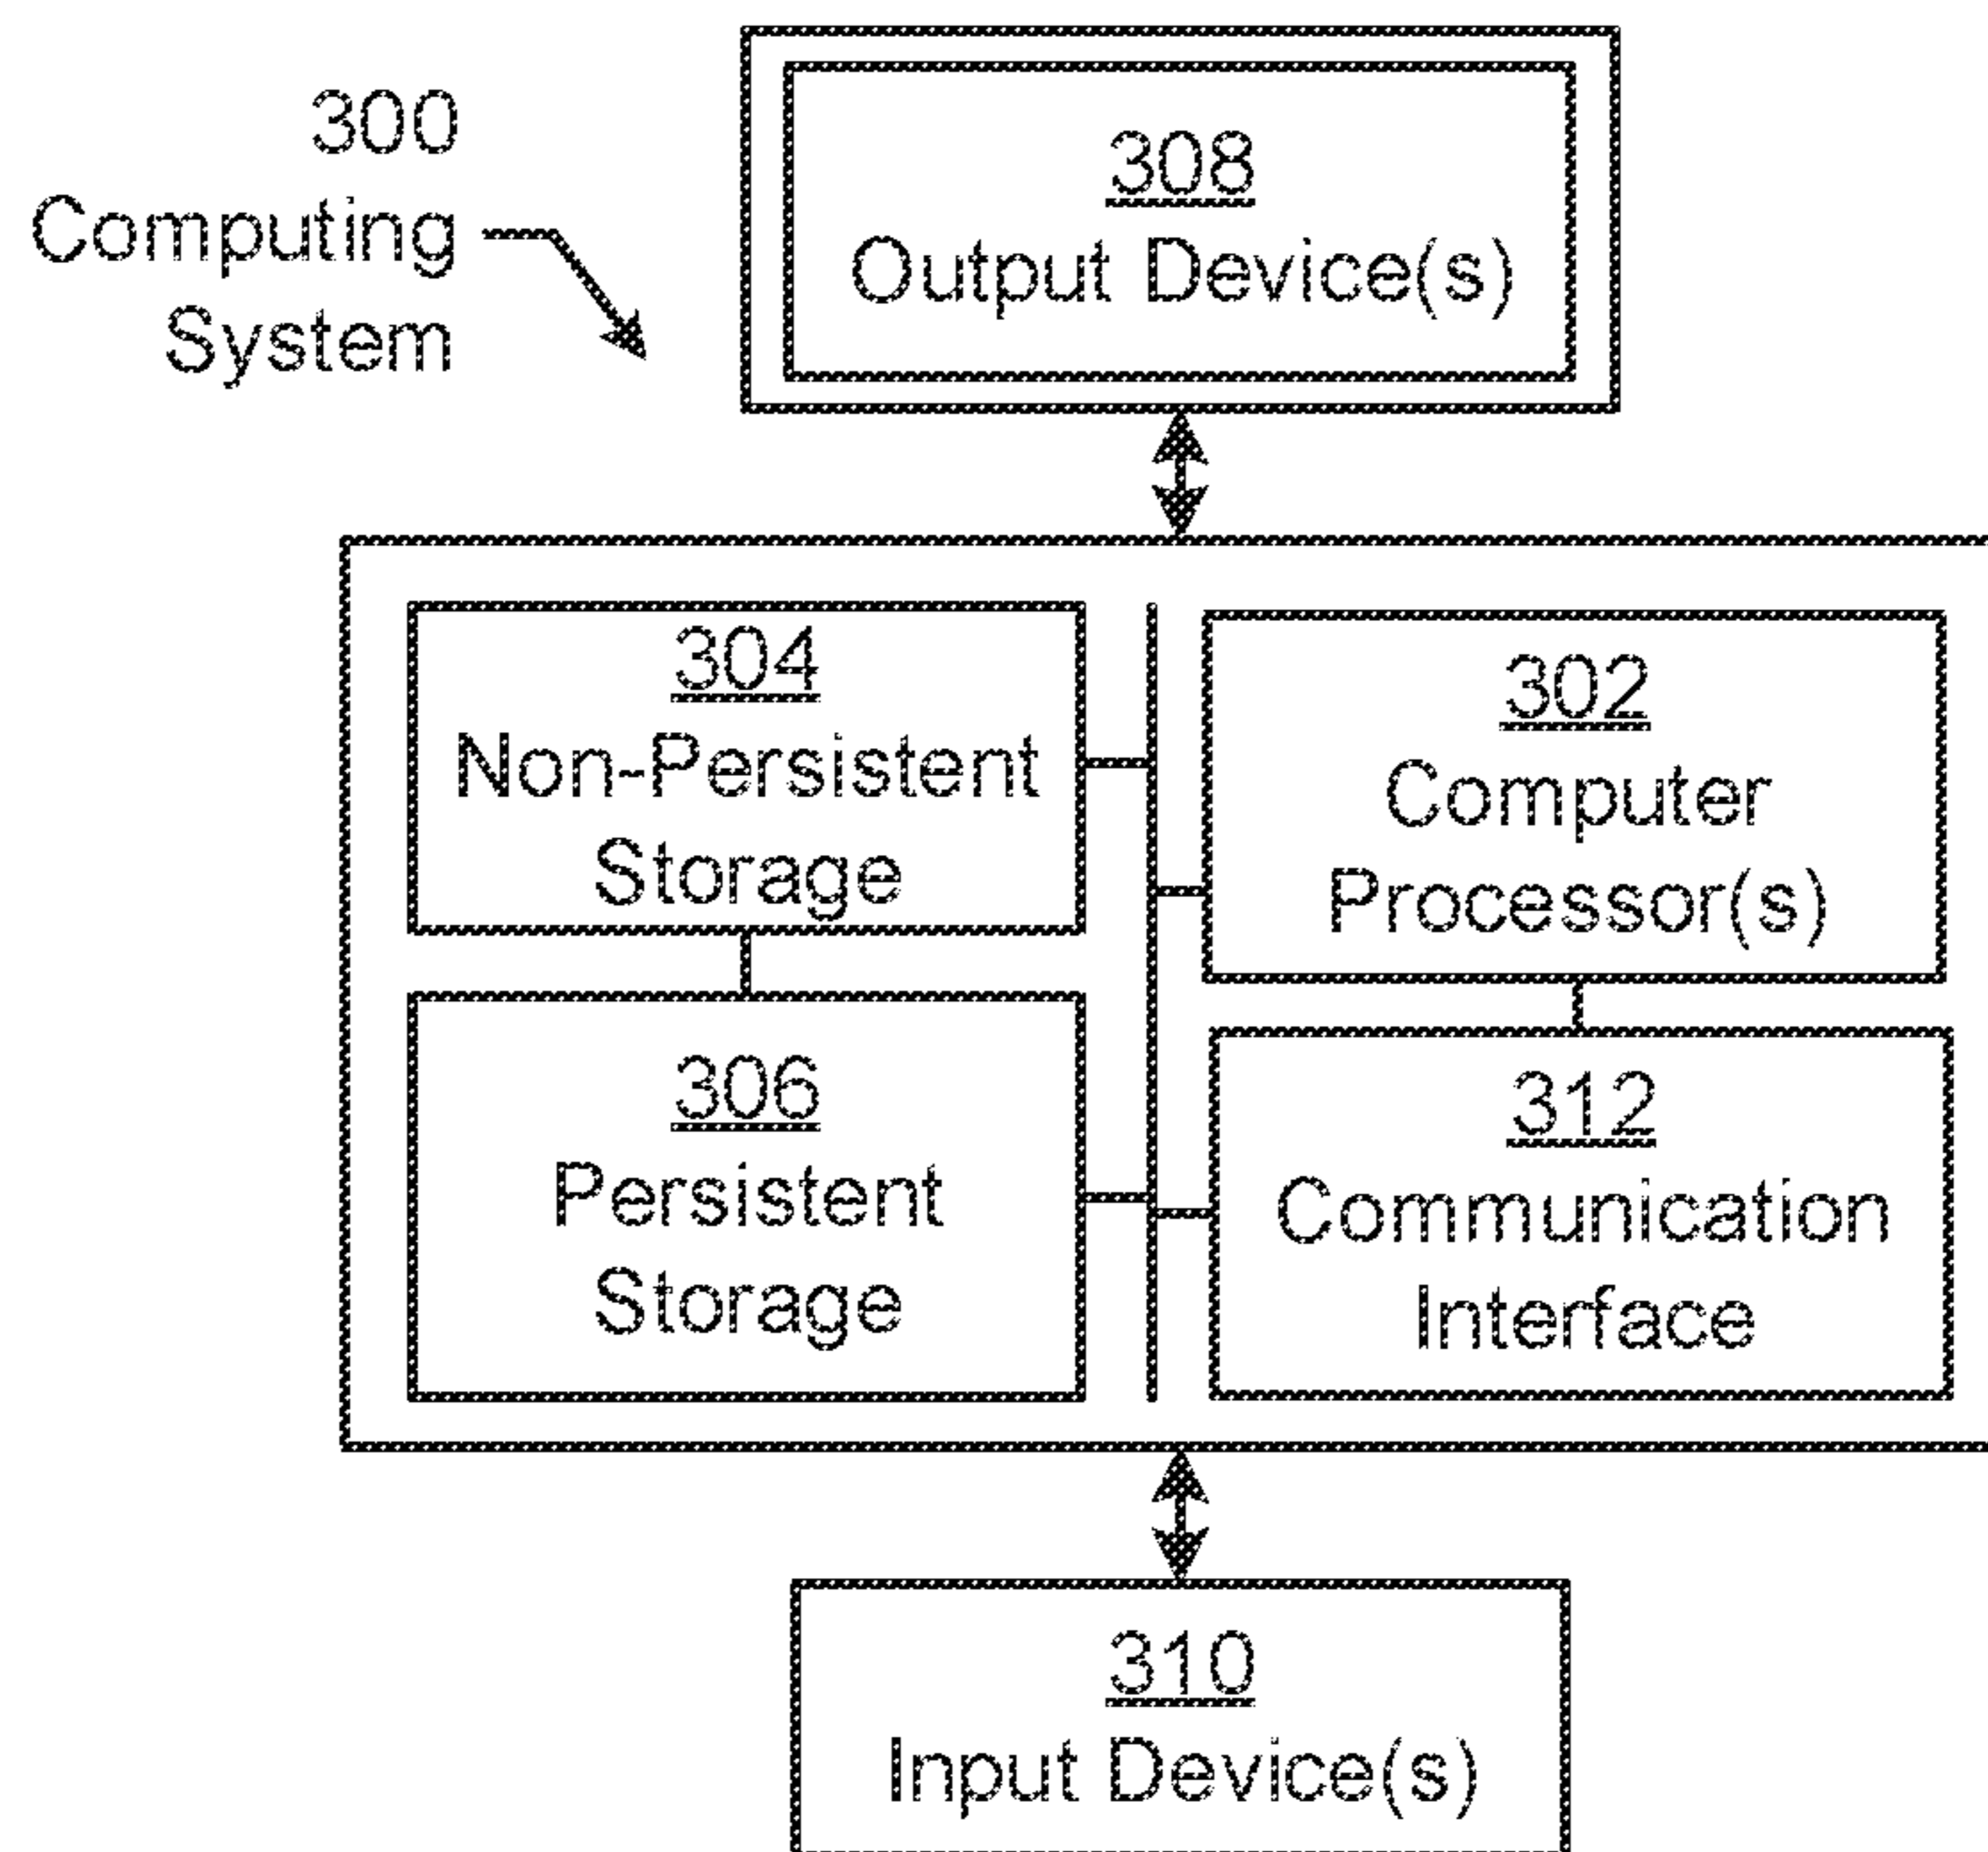 300
Computing
System
308
Output Device(s)
304
Non-Persistent
Storage
302
Computer
Processor(s)
306
Persistent
Storage
312
Communication
Interface
310
Input Device(s)